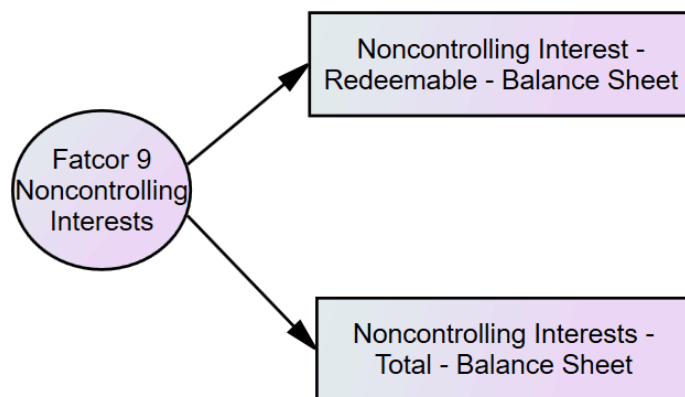 Noncontrolling Interest -
Redeemable - Balance Sheet
Fatcor 9
Noncontrolling
Interests
Noncontrolling Interests -
Total - Balance Sheet